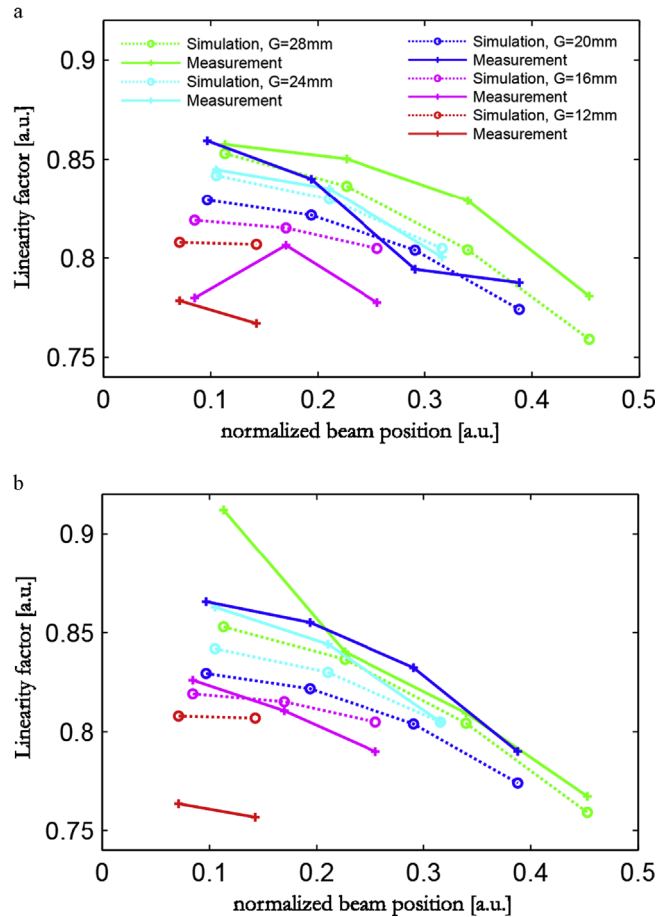 a
Simulation, G=28mm
Measurement
Simulation, G=24mm
Measurement
Simulation, G=20mm
Measurement
Simulation, G=16mm
Measurement
Simulation, G=12mm
Measurement
0.9
0.85
0.8
0.75
Linearity factor [a.u.]
0 0.1 0.2 0.3 0.4 0.5
normalized beam position [a.u.]
b
0.9
0.85
0.8
0.75
Linearity factor [a.u.]
0 0.1 0.2 0.3 0.4 0.5
normalized beam position [a.u.]